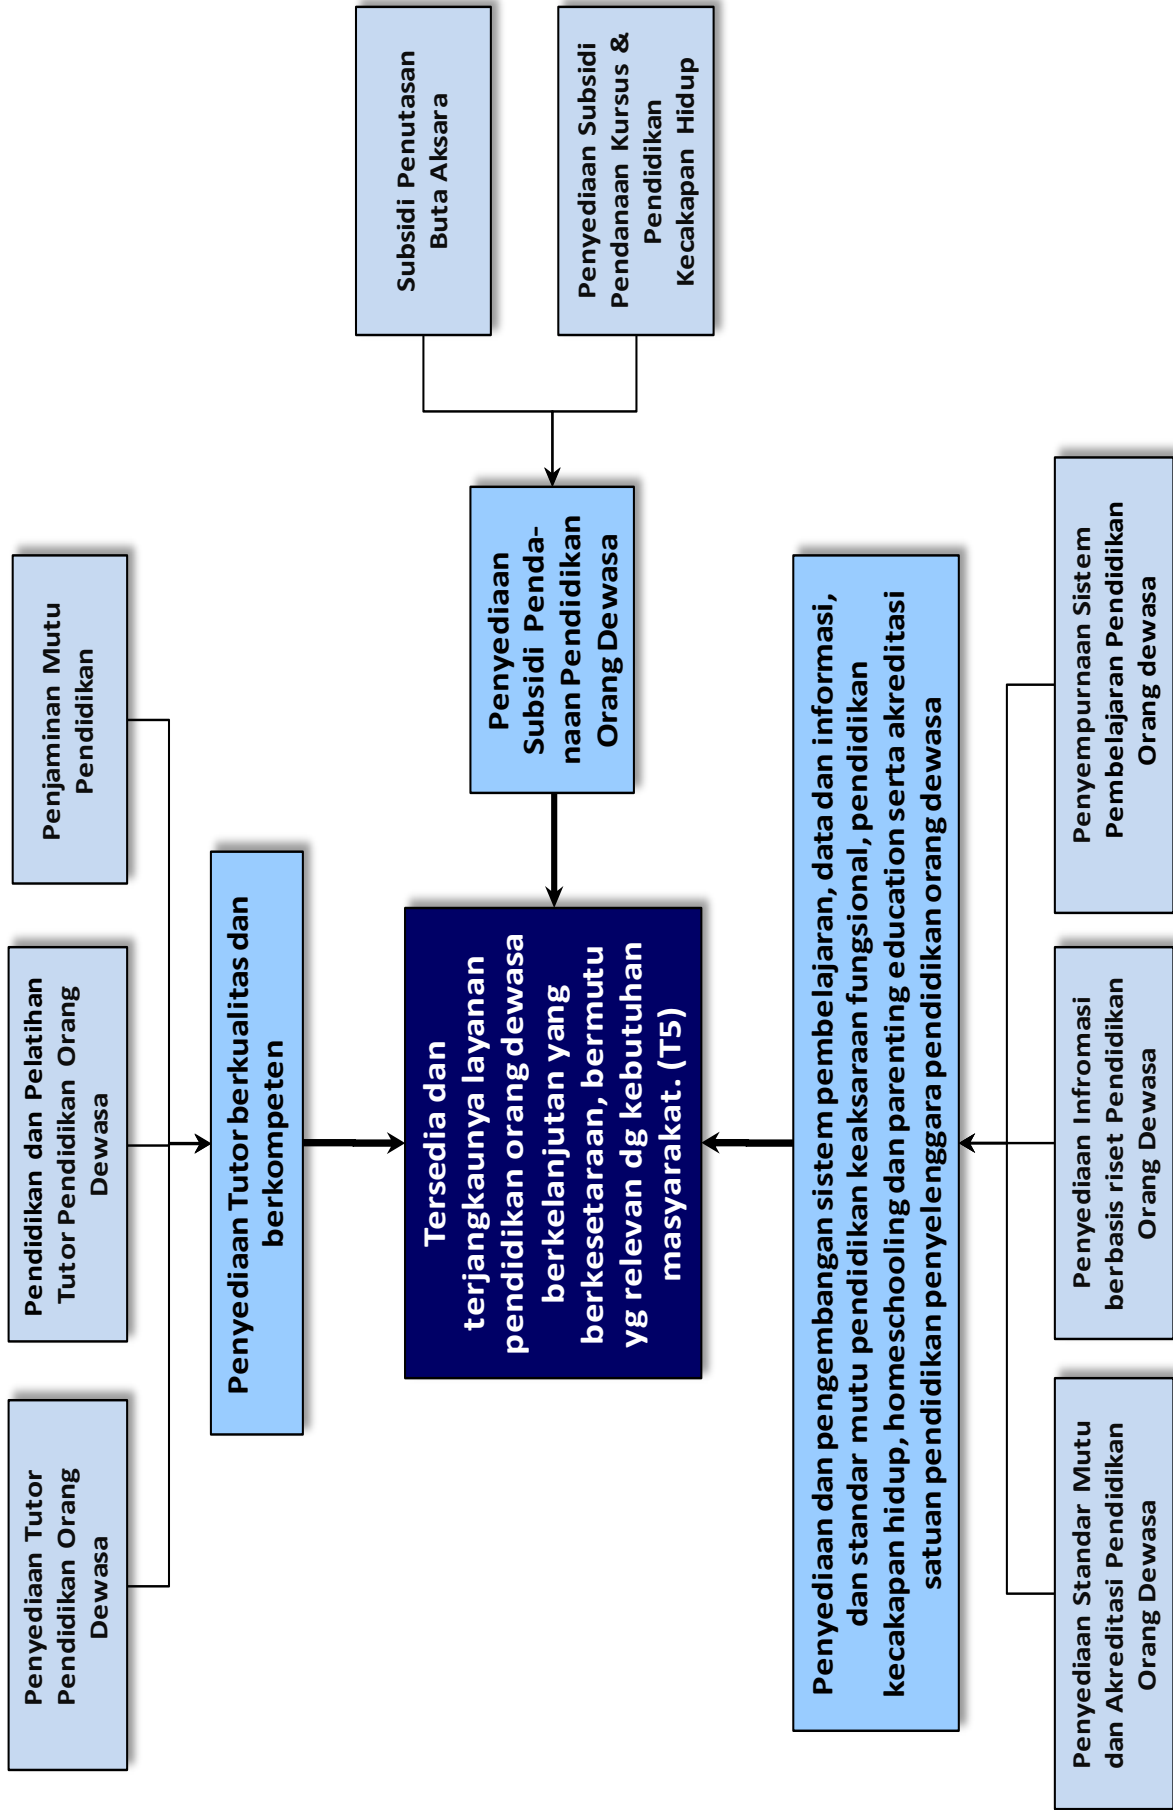 Penyediaan Tutor
Pendidikan Orang
Dewasa
Pendidikan dan Pelatihan
Tutor Pendidikan Orang
Dewasa
Penjaminan Mutu
Pendidikan
Penyediaan Tutor berkualitas dan
berkompeten
Tersedia dan
terjangkaunya layanan
pendidikan orang dewasa
berkelanjutan yang
berkesetaraan, bermutu
yg relevan dg kebutuhan
masyarakat. (T5)
Penyediaan
Subsidi Penda-
naan Pendidikan
Orang Dewasa
Subsidi Penutasan
Buta Aksara
Penyediaan Subsidi
Pendanaan Kursus &
Pendidikan
Kecakapan Hidup
Penyediaan dan pengembangan sistem pembelajaran, data dan informasi,
dan standar mutu pendidikan keaksaraan fungsional, pendidikan
kecakapan hidup, homeschooling dan parenting education serta akreditasi
satuan pendidikan penyelenggara pendidikan orang dewasa
Penyediaan Standar Mutu
dan Akreditasi Pendidikan
Orang Dewasa
Penyediaan Infromasi
berbasis riset Pendidikan
Orang Dewasa
Penyempurnaan Sistem
Pembelajaran Pendidikan
Orang dewasa